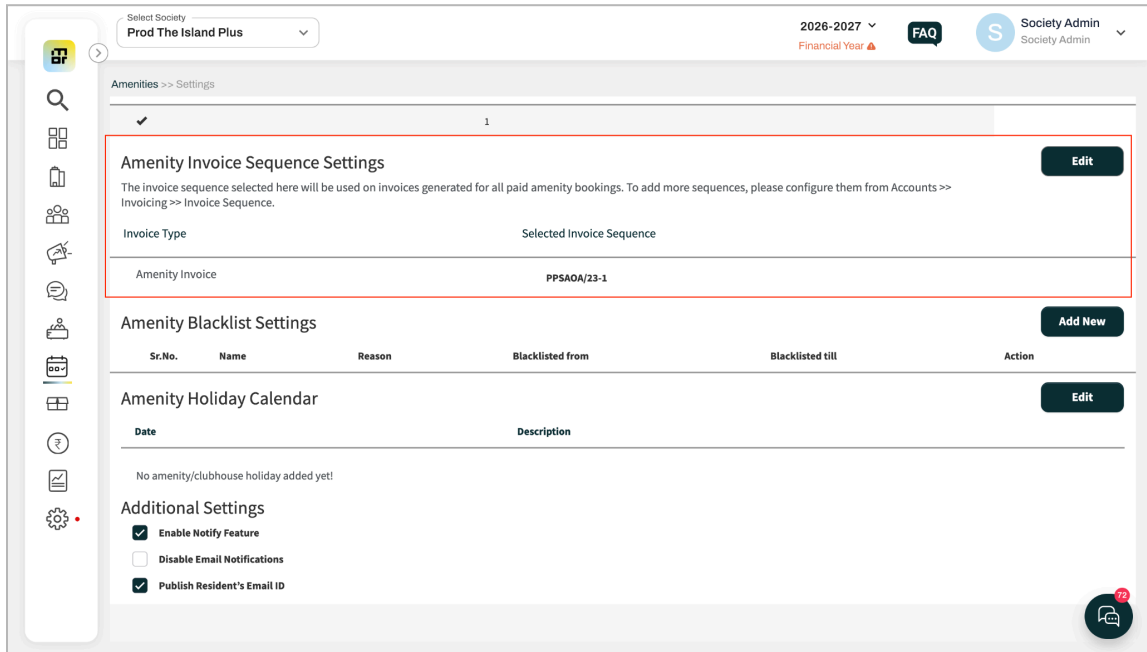 Select Society
Prod The Island Plus
2026-2027
Financial Year
FAQ
S
Society Admin
Society Admin
Amenities >> Settings
1
Amenity Invoice Sequence Settings
Edit
The invoice sequence selected here will be used on invoices generated for all paid amenity bookings. To add more sequences, please configure them from Accounts >>
Invoicing >> Invoice Sequence.
Invoice Type Selected Invoice Sequence
Amenity Invoice PPSAOA/23-1
Amenity Blacklist Settings
Add New
Sr.No. Name Reason Blacklisted from Blacklisted till Action
Amenity Holiday Calendar
Edit
Date Description
No amenity/clubhouse holiday added yet!
Additional Settings
Enable Notify Feature
Disable Email Notifications
Publish Resident's Email ID
72